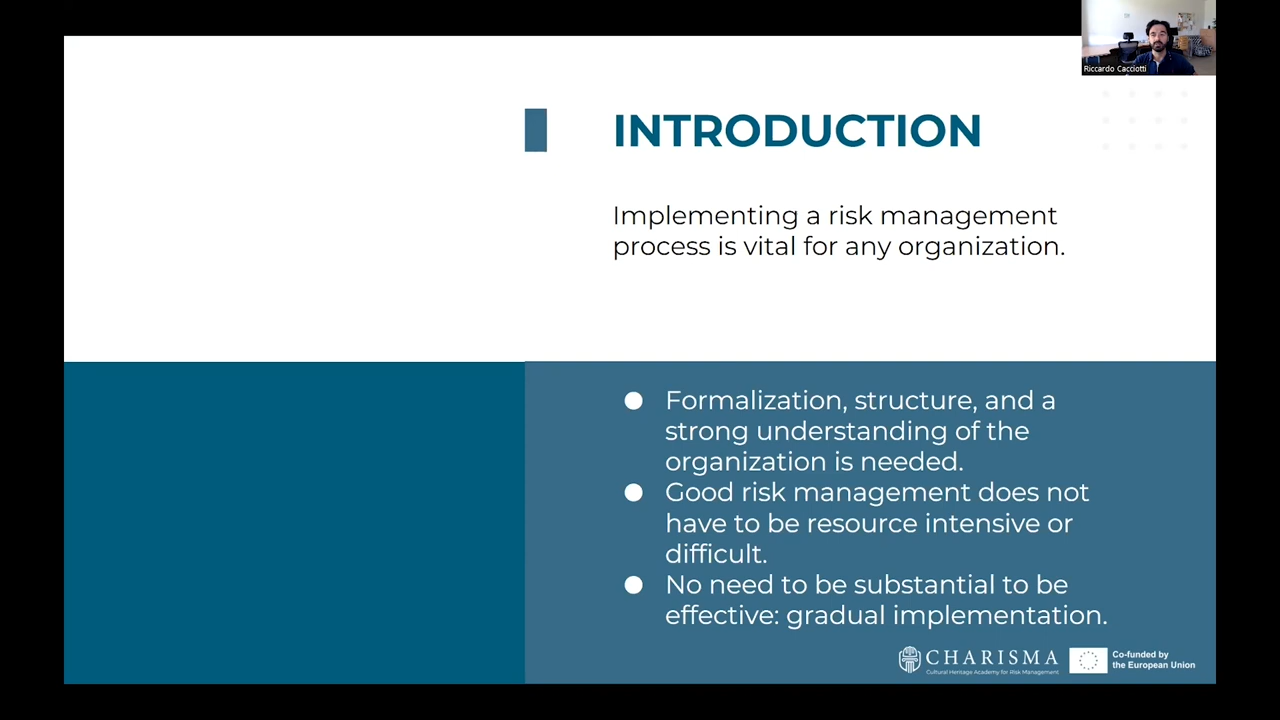 Riccardo Cacciotti
INTRODUCTION
Implementing a risk management
process is vital for any organization.
● Formalization, structure, and a
strong understanding of the
organization is needed.
● Good risk management does not
have to be resource intensive or
difficult.
● No need to be substantial to be
effective: gradual implementation.
CHARISMA
Cultural Heritage Academy for Risk Management
Co-funded by
the European Union